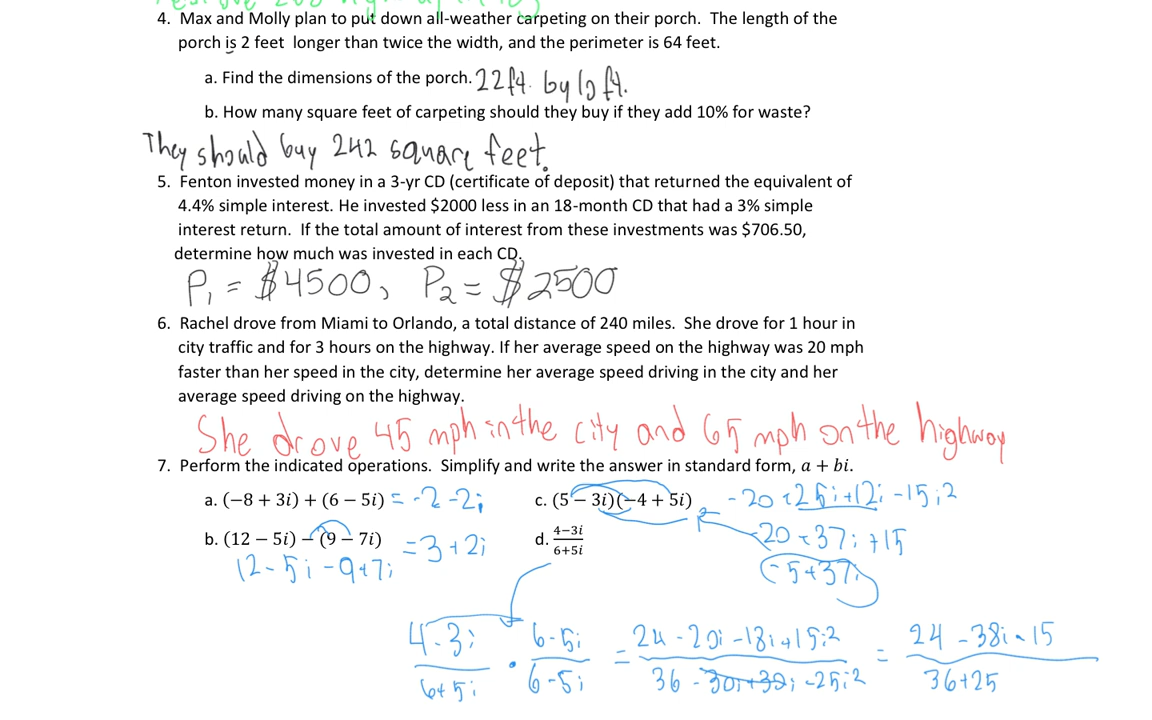 4. Max and Molly plan to put down all-weather carpeting on their porch. The length of the
porch is 2 feet longer than twice the width, and the perimeter is 64 feet.
a. Find the dimensions of the porch. 22ft. by 10 ft.
b. How many square feet of carpeting should they buy if they add 10% for waste?
They should buy 242 square feet.
5. Fenton invested money in a 3-yr CD (certificate of deposit) that returned the equivalent of
4.4% simple interest. He invested $2000 less in an 18-month CD that had a 3% simple
interest return. If the total amount of interest from these investments was $706.50,
determine how much was invested in each CD.
P₁ = $4500, P₂ = $2500
6. Rachel drove from Miami to Orlando, a total distance of 240 miles. She drove for 1 hour in
city traffic and for 3 hours on the highway. If her average speed on the highway was 20 mph
faster than her speed in the city, determine her average speed driving in the city and her
average speed driving on the highway.
She drove 45 mph in the city and 65 mph on the highway
7. Perform the indicated operations. Simplify and write the answer in standard form, a + bi.
a. (−8 + 3i) + (6 − 5i) = -2 -2i
c. (5 − 3i)(−4 + 5i) -20 +25i+12i -15i2
-20 +37i +15
b. (12 − 5i) − (9 − 7i) =3+2i
12-5i-9+7i
d. 4−3i
6+5i
-5+37i
4-3i · 6-5i = 24 -20i -18i+15i2 = 24 -38i -15
6+5i 6-5i 36 -30i+30i -25i2 36+25